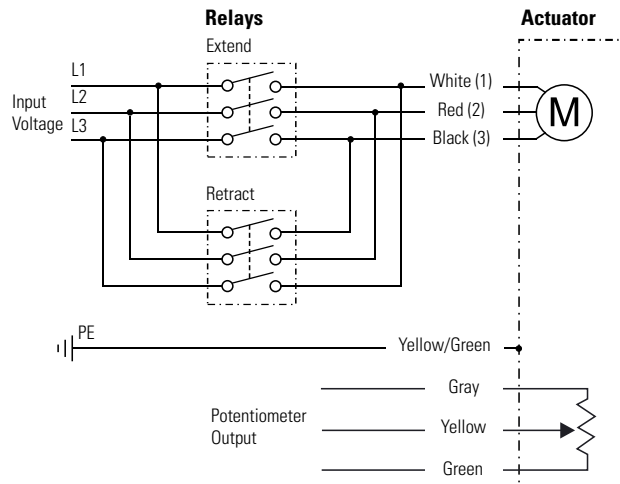 Relays
Actuator
Extend
L1
White (1)
Input
Voltage
L2
Red (2)
M
L3
Black (3)
Retract
PE
Yellow/Green
Gray
Potentiometer
Output
Yellow
Green